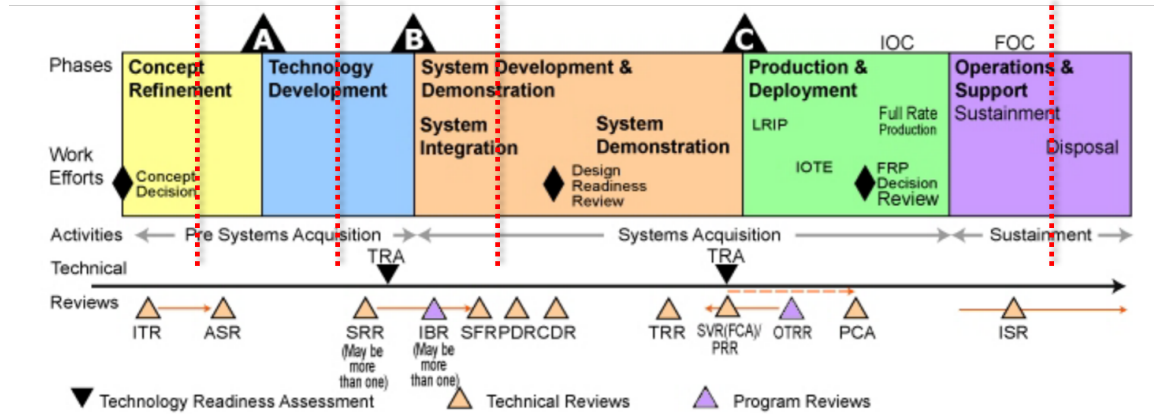 A
B
C
IOC
FOC
Phases
Concept
Refinement
Technology
Development
System Development &
Demonstration
Production &
Deployment
Operations &
Support
System
Integration
System
Demonstration
LRIP
Full Rate
Production
Sustainment
Work
Efforts
Concept
Decision
Design
Readiness
Review
IOTE
FRP
Decision
Review
Disposal
Activities
Pre Systems Acquisition
Systems Acquisition
Sustainment
Technical
Reviews
TRA
TRA
ITR
ASR
SRR
(May be
more
than one)
IBR
(May be
more
than one)
SFR
PDR
CDR
TRR
SVR(FCA)/
PRR
OTRR
PCA
ISR
Technology Readiness Assessment
Technical Reviews
Program Reviews